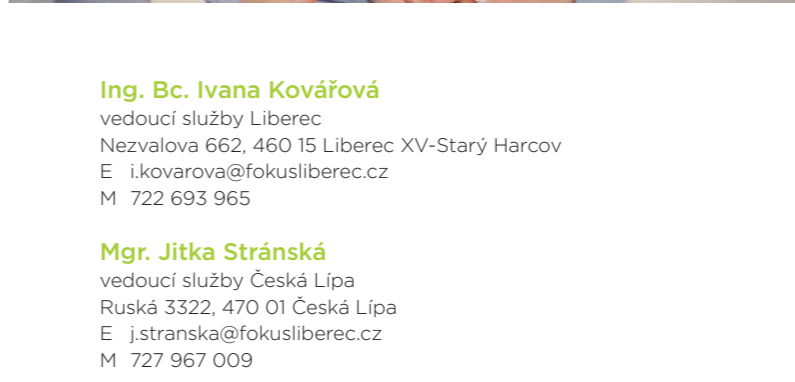 Ing. Bc. Ivana Kovářová
vedoucí služby Liberec
Nezvalova 662, 460 15 Liberec XV-Starý Harcov
E i.kovarova@fokusliberec.cz
M 722 693 965
Mgr. Jitka Stránská
vedoucí služby Česká Lípa
Ruská 3322, 470 01 Česká Lípa
E j.stranska@fokusliberec.cz
M 727 967 009